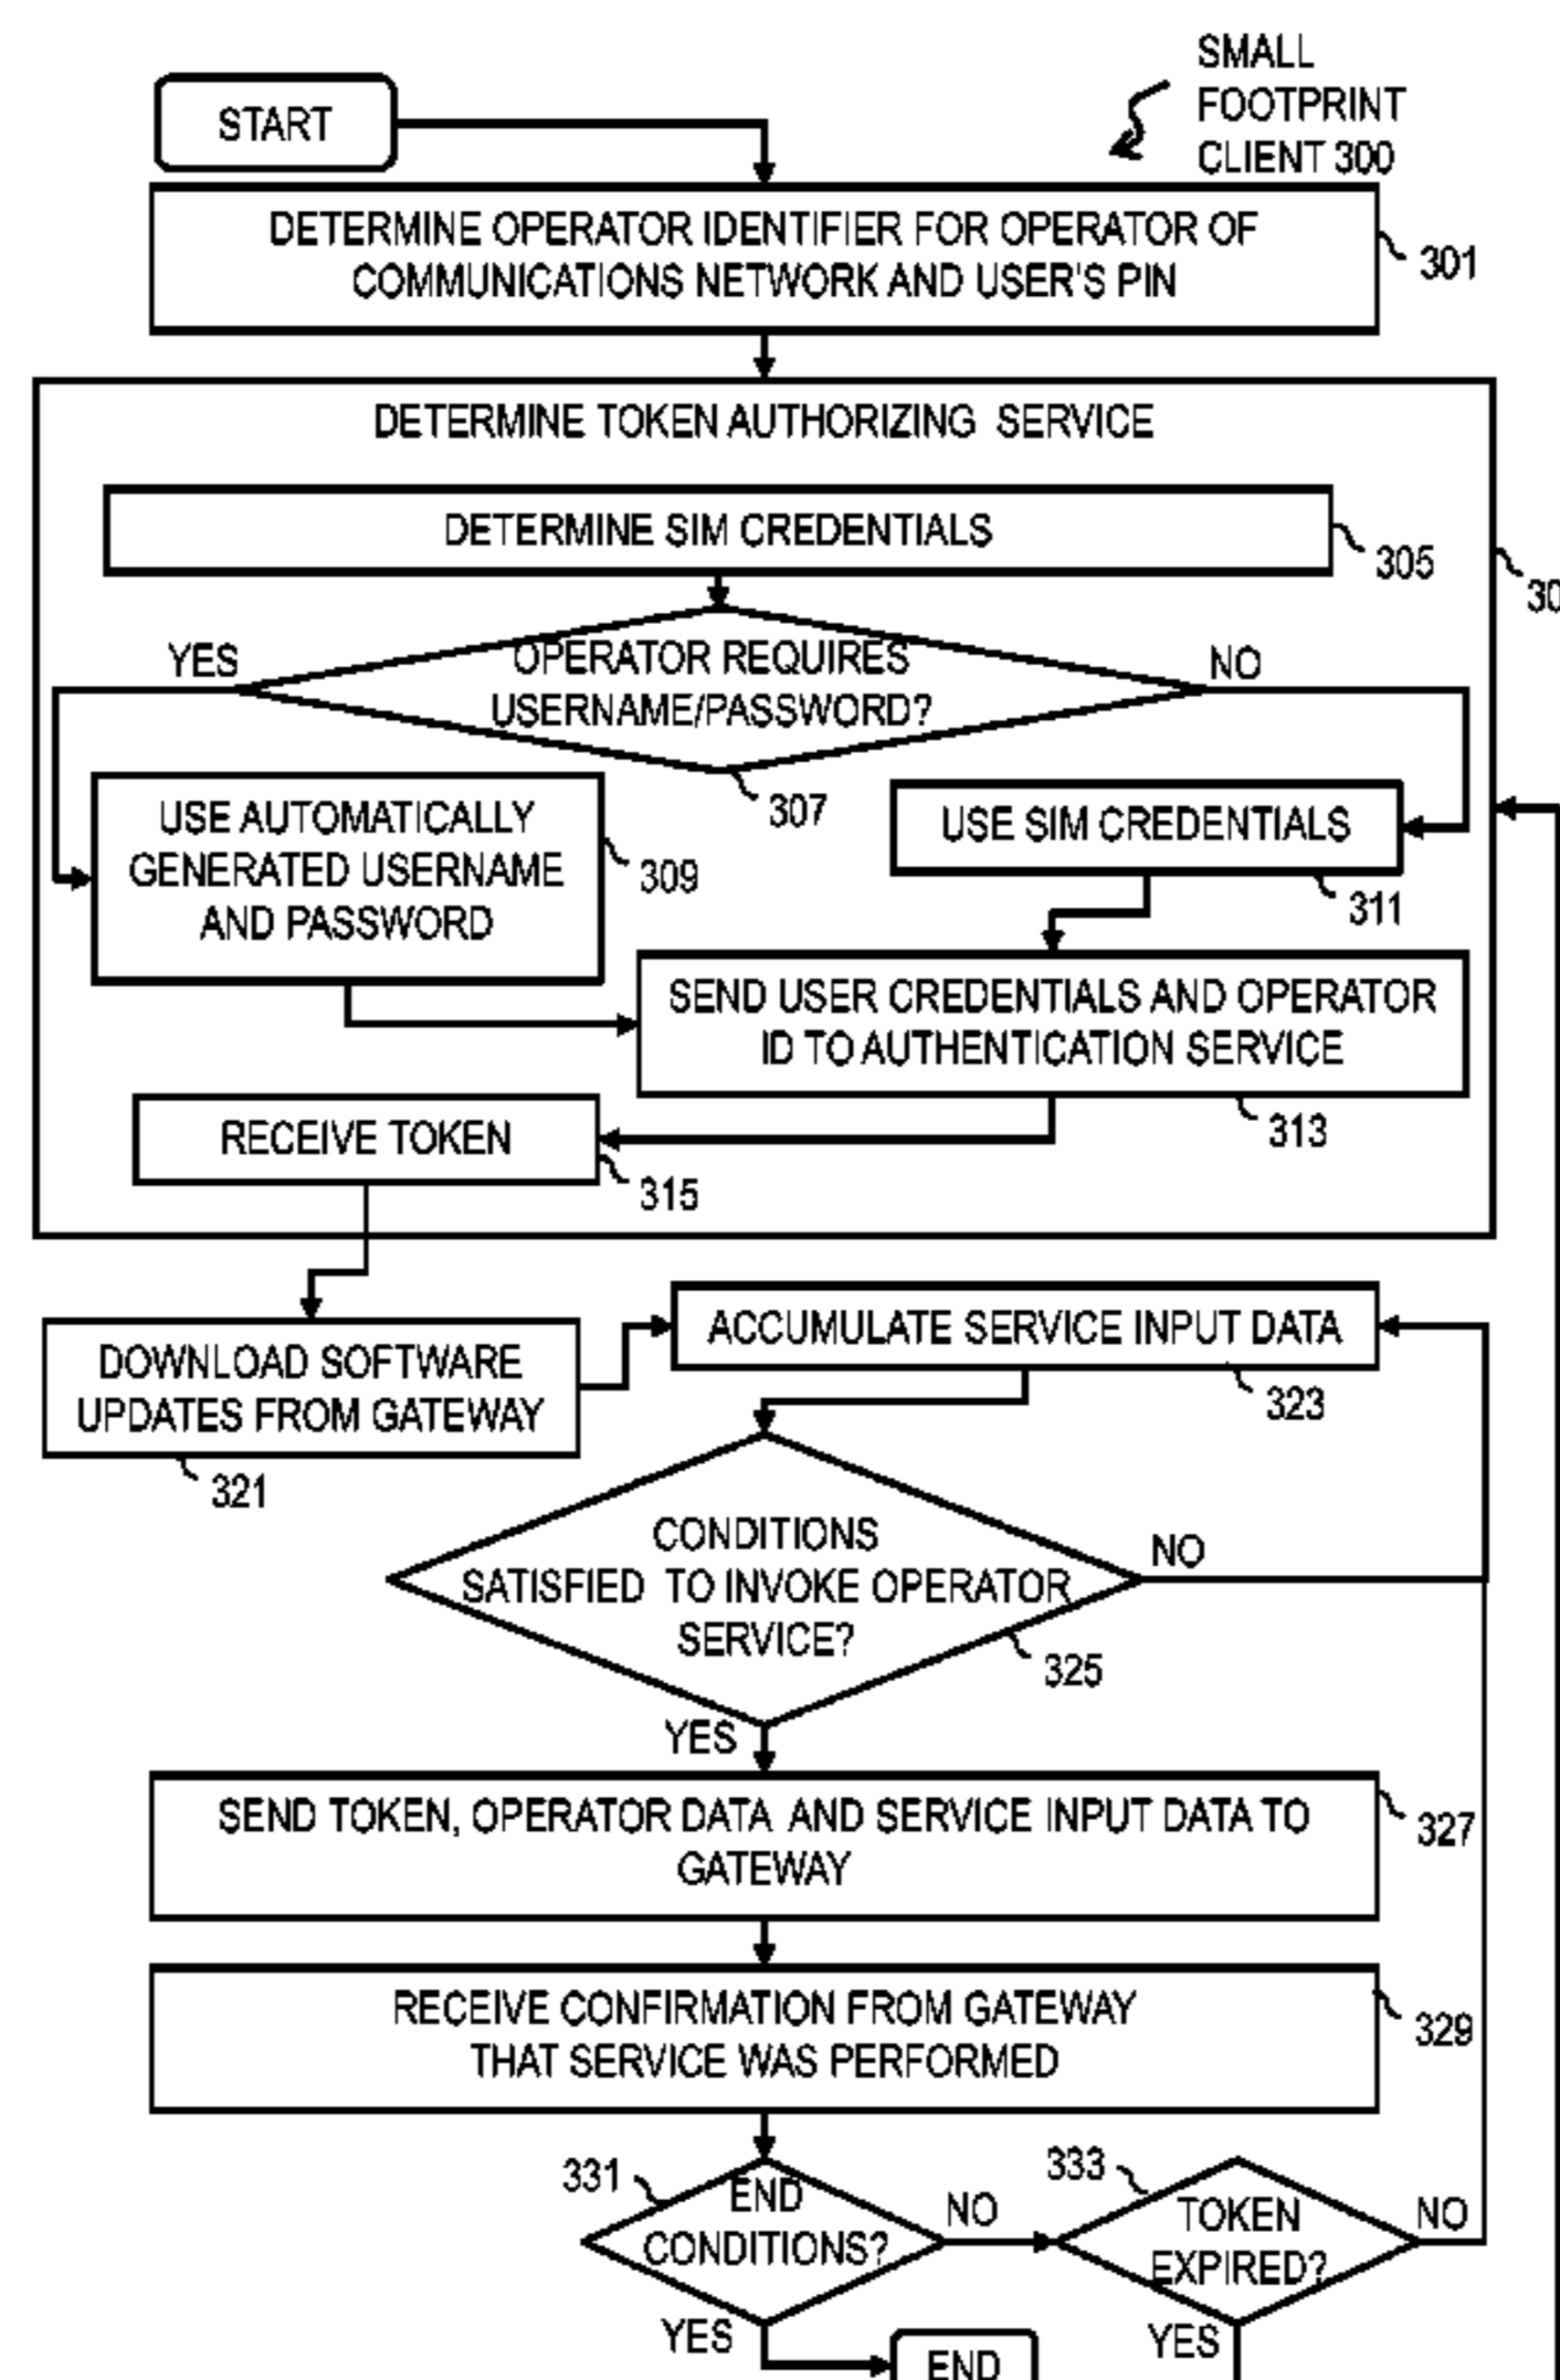 SMALL
FOOTPRINT
CLIENT 300
START
DETERMINE OPERATOR IDENTIFIER FOR OPERATOR OF
COMMUNICATIONS NETWORK AND USER'S PIN
301
DETERMINE TOKEN AUTHORIZING SERVICE
DETERMINE SIM CREDENTIALS
305
30
YES
OPERATOR REQUIRES
USERNAME/PASSWORD?
NO
307
USE AUTOMATICALLY
GENERATED USERNAME
AND PASSWORD
309
USE SIM CREDENTIALS
311
SEND USER CREDENTIALS AND OPERATOR
ID TO AUTHENTICATION SERVICE
313
RECEIVE TOKEN
315
DOWNLOAD SOFTWARE
UPDATES FROM GATEWAY
321
ACCUMULATE SERVICE INPUT DATA
323
CONDITIONS
SATISFIED TO INVOKE OPERATOR
SERVICE?
NO
325
YES
SEND TOKEN, OPERATOR DATA AND SERVICE INPUT DATA TO
GATEWAY
327
RECEIVE CONFIRMATION FROM GATEWAY
THAT SERVICE WAS PERFORMED
329
331
END
CONDITIONS?
NO
333
TOKEN
EXPIRED?
NO
YES
END
YES